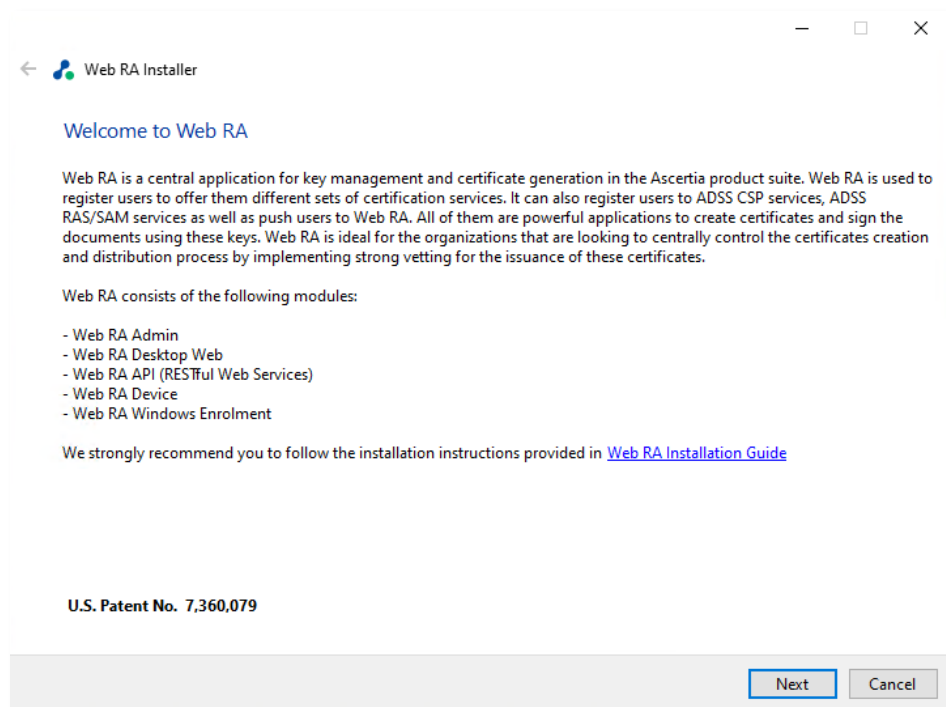 Web RA Installer
Welcome to Web RA
Web RA is a central application for key management and certificate generation in the Ascertia product suite. Web RA is used to
register users to offer them different sets of certification services. It can also register users to ADSS CSP services, ADSS
RAS/SAM services as well as push users to Web RA. All of them are powerful applications to create certificates and sign the
documents using these keys. Web RA is ideal for the organizations that are looking to centrally control the certificates creation
and distribution process by implementing strong vetting for the issuance of these certificates.
Web RA consists of the following modules:
- Web RA Admin
- Web RA Desktop Web
- Web RA API (RESTful Web Services)
- Web RA Device
- Web RA Windows Enrolment
We strongly recommend you to follow the installation instructions provided in Web RA Installation Guide
U.S. Patent No. 7,360,079
Next Cancel